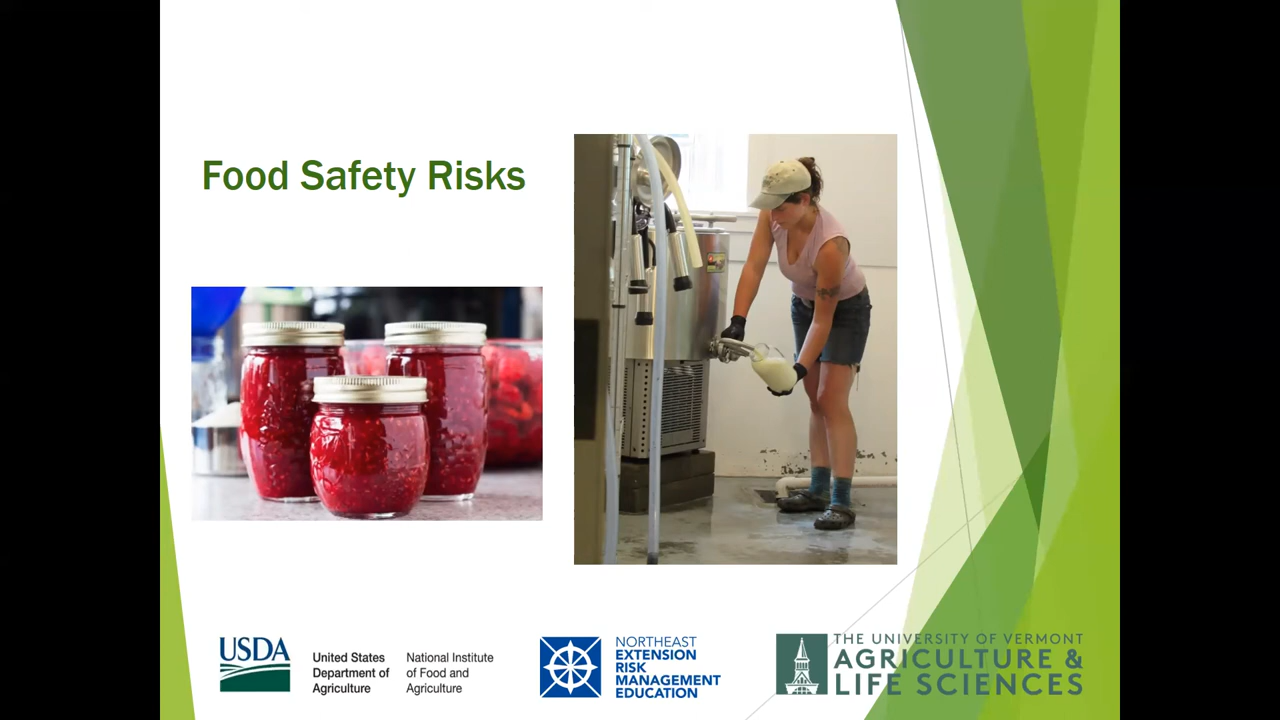 Food Safety Risks
USDA
United States
Department of
Agriculture
National Institute
of Food and
Agriculture
NORTHEAST
EXTENSION
RISK
MANAGEMENT
EDUCATION
THE UNIVERSITY OF VERMONT
AGRICULTURE &
LIFE SCIENCES